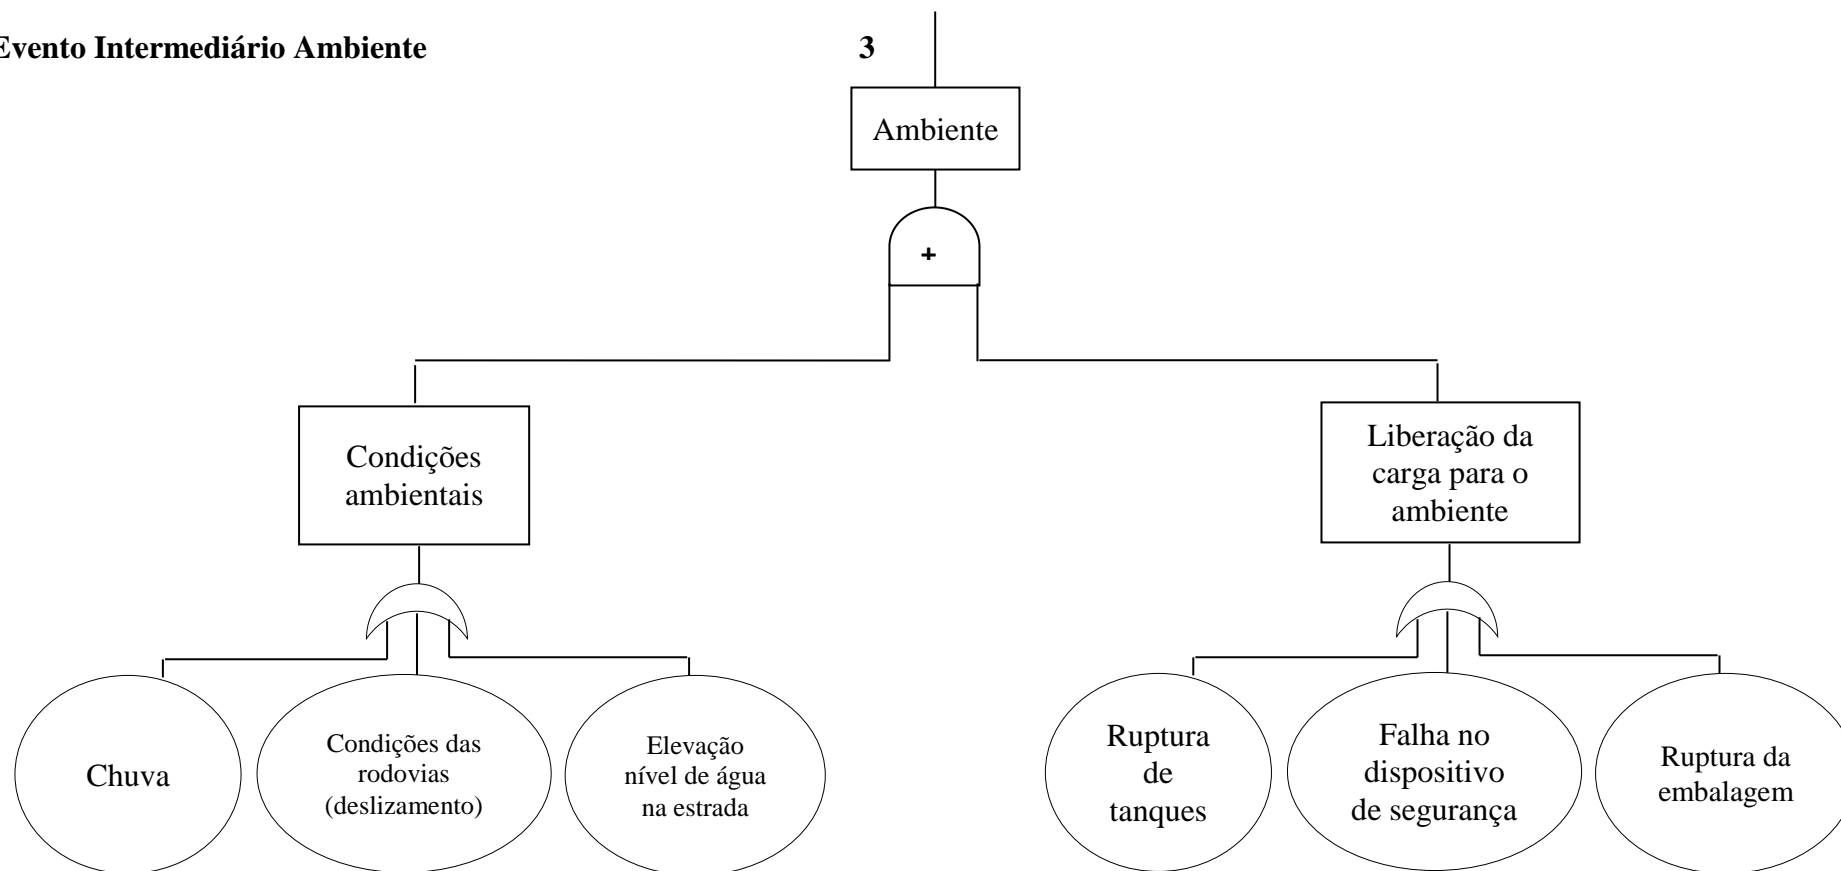 Evento Intermediário Ambiente
3
Ambiente
+
Condições
ambientais
Liberação da
carga para o
ambiente
Chuva
Condições das
rodovias
(deslizamento)
Elevação
nível de água
na estrada
Ruptura
de
tanques
Falha no
dispositivo
de segurança
Ruptura da
embalagem